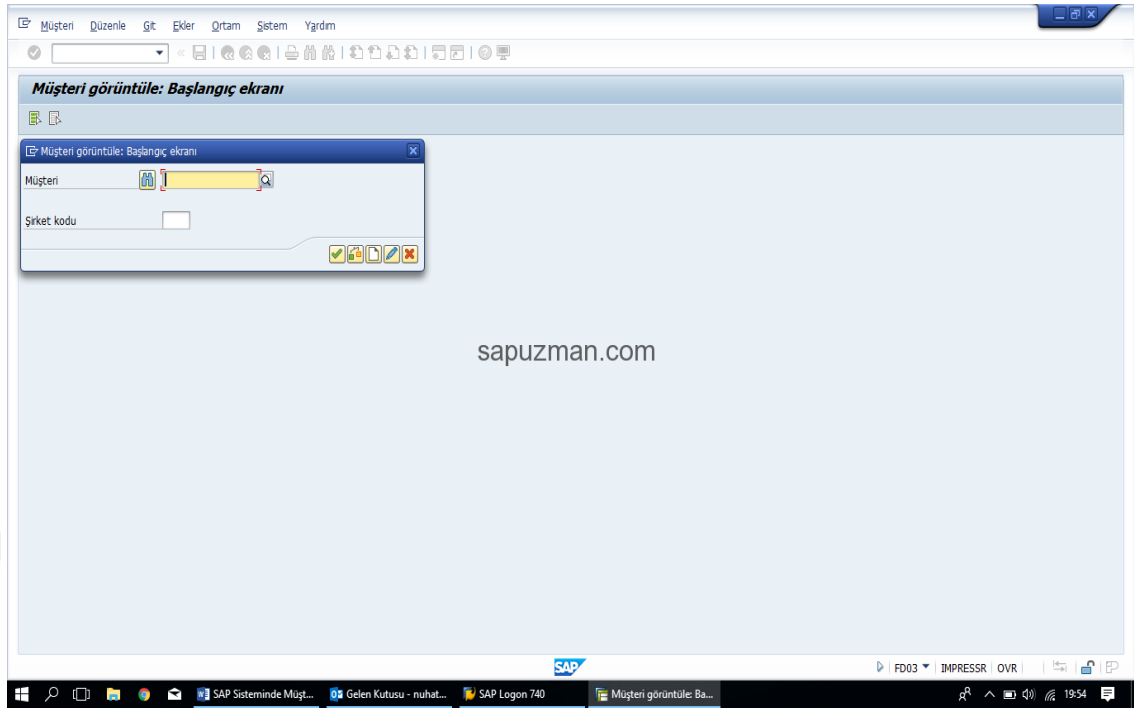 Müşteri Düzenle Git Ekler Ortam Sistem Yardım
Müşteri görüntüle: Başlangıç ekranı
Müşteri görüntüle: Başlangıç ekranı
Müşteri
Şirket kodu
sapuzman.com
SAP
FD03 IMPRESSR OVR
SAP Sisteminde Müşt... Gelen Kutusu - nuhat... SAP Logon 740 Müşteri görüntüle: Ba... 19:54